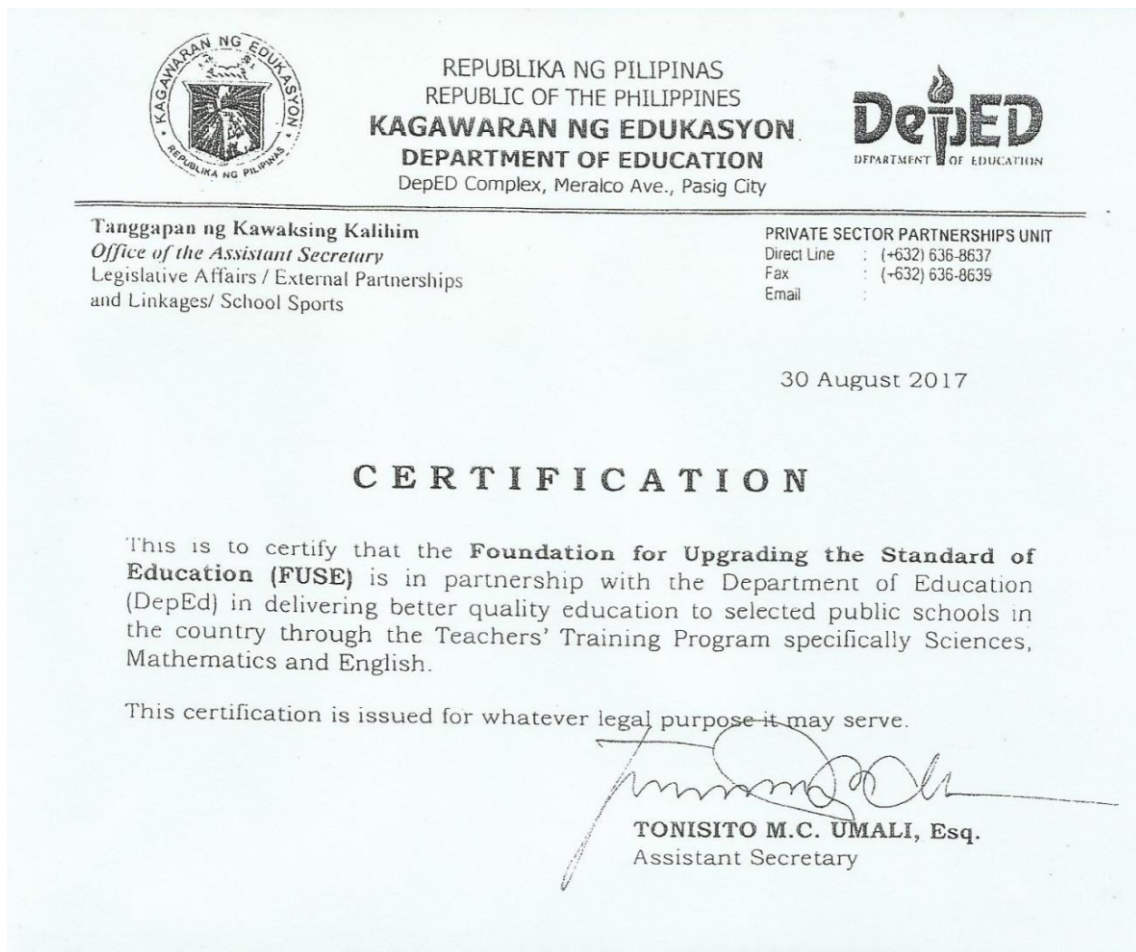 KAGAWARAN NG EDUKASYON
REPUBLIKA NG PILIPINAS
REPUBLIKA NG PILIPINAS
REPUBLIC OF THE PHILIPPINES
KAGAWARAN NG EDUKASYON
DEPARTMENT OF EDUCATION
DepED Complex, Meralco Ave., Pasig City
DepED
DEPARTMENT OF EDUCATION
Tanggapan ng Kawaksing Kalihim
Office of the Assistant Secretary
Legislative Affairs / External Partnerships
and Linkages/ School Sports
PRIVATE SECTOR PARTNERSHIPS UNIT
Direct Line : (+632) 636-8637
Fax : (+632) 636-8639
Email :
30 August 2017
CERTIFICATION
This is to certify that the Foundation for Upgrading the Standard of
Education (FUSE) is in partnership with the Department of Education
(DepEd) in delivering better quality education to selected public schools in
the country through the Teachers' Training Program specifically Sciences,
Mathematics and English.
This certification is issued for whatever legal purpose it may serve.
TONISITO M.C. UMALI, Esq.
Assistant Secretary